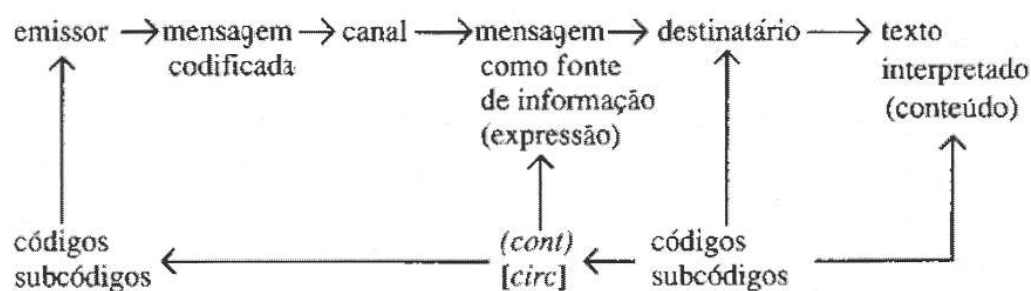 emissor → mensagem → canal → mensagem → destinatário → texto
codificada
como fonte
de informação
(expressão)
interpretado
(conteúdo)
códigos
subcódigos
(cont)
[circ]
códigos
subcódigos